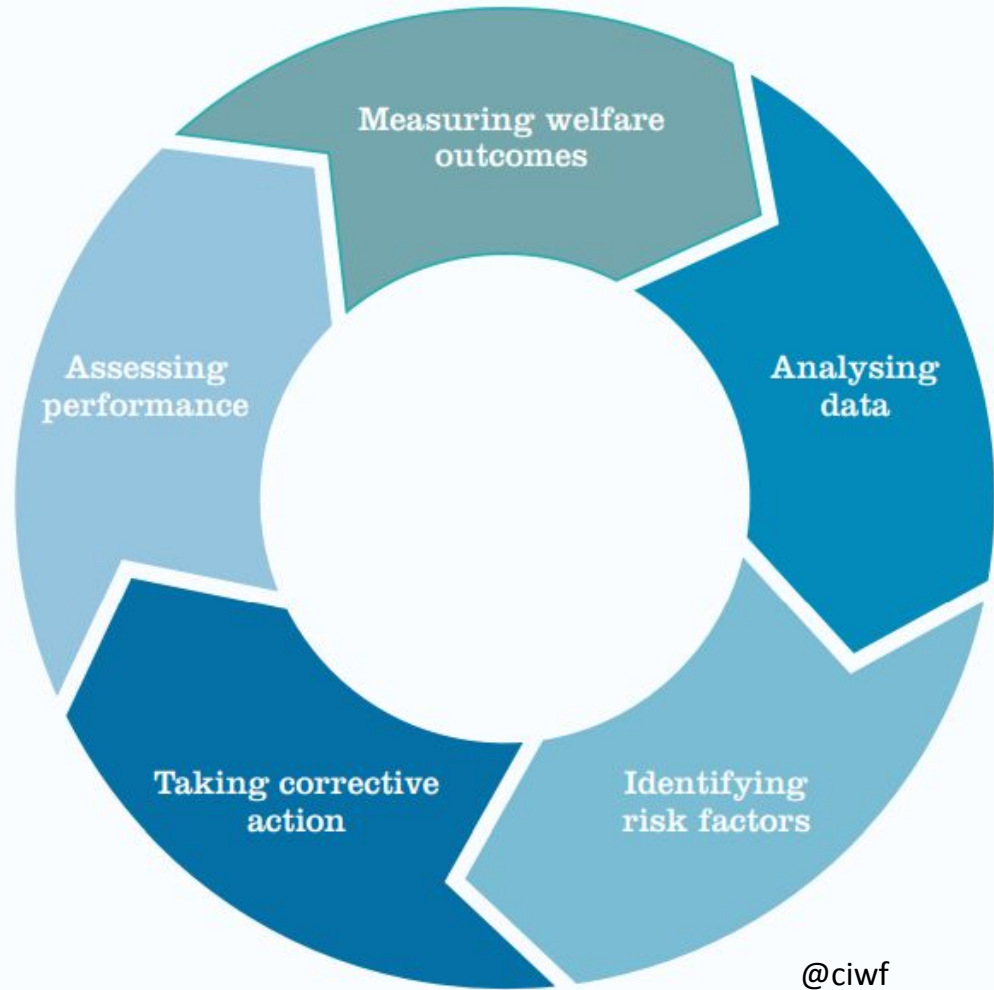 Measuring welfare
outcomes
Analysing
data
Identifying
risk factors
Taking corrective
action
Assessing
performance
@ciwf